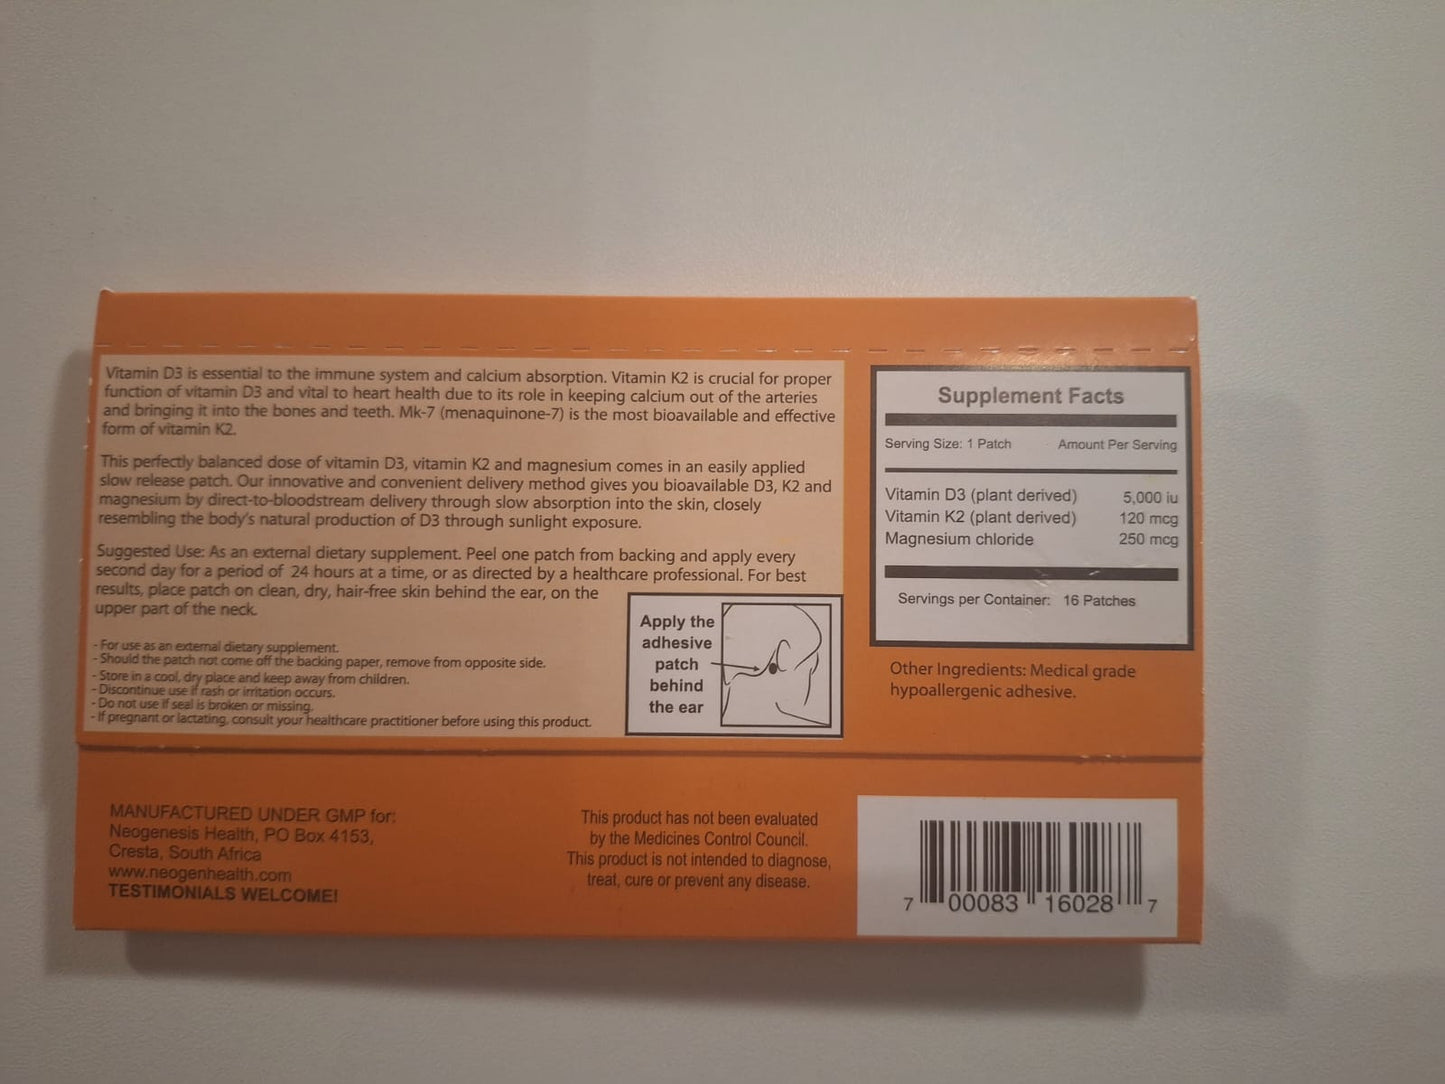 Vitamin D3 is essential to the immune system and calcium absorption. Vitamin K2 is crucial for proper
function of vitamin D3 and vital to heart health due to its role in keeping calcium out of the arteries
and bringing it into the bones and teeth. Mk-7 (menaquinone-7) is the most bioavailable and effective
form of vitamin K2.
This perfectly balanced dose of vitamin D3, vitamin K2 and magnesium comes in an easily applied
slow release patch. Our innovative and convenient delivery method gives you bioavailable D3, K2 and
magnesium by direct-to-bloodstream delivery through slow absorption into the skin, closely
resembling the body's natural production of D3 through sunlight exposure.
Suggested Use: As an external dietary supplement. Peel one patch from backing and apply every
second day for a period of 24 hours at a time, or as directed by a healthcare professional. For best
results, place patch on clean, dry, hair-free skin behind the ear, on the
upper part of the neck.
- For use as an external dietary supplement.
- Should the patch not come off the backing paper, remove from opposite side.
- Store in a cool, dry place and keep away from children.
- Discontinue use if rash or irritation occurs.
- Do not use if seal is broken or missing.
- If pregnant or lactating, consult your healthcare practitioner before using this product.
Apply the
adhesive
patch
behind
the ear
Supplement Facts
Serving Size: 1 Patch Amount Per Serving
Vitamin D3 (plant derived) 5,000 iu
Vitamin K2 (plant derived) 120 mcg
Magnesium chloride 250 mcg
Servings per Container: 16 Patches
Other Ingredients: Medical grade
hypoallergenic adhesive.
MANUFACTURED UNDER GMP for:
Neogenesis Health, PO Box 4153,
Cresta, South Africa
www.neogenhealth.com
TESTIMONIALS WELCOME!
This product has not been evaluated
by the Medicines Control Council.
This product is not intended to diagnose,
treat, cure or prevent any disease.
7 00083 16028 7